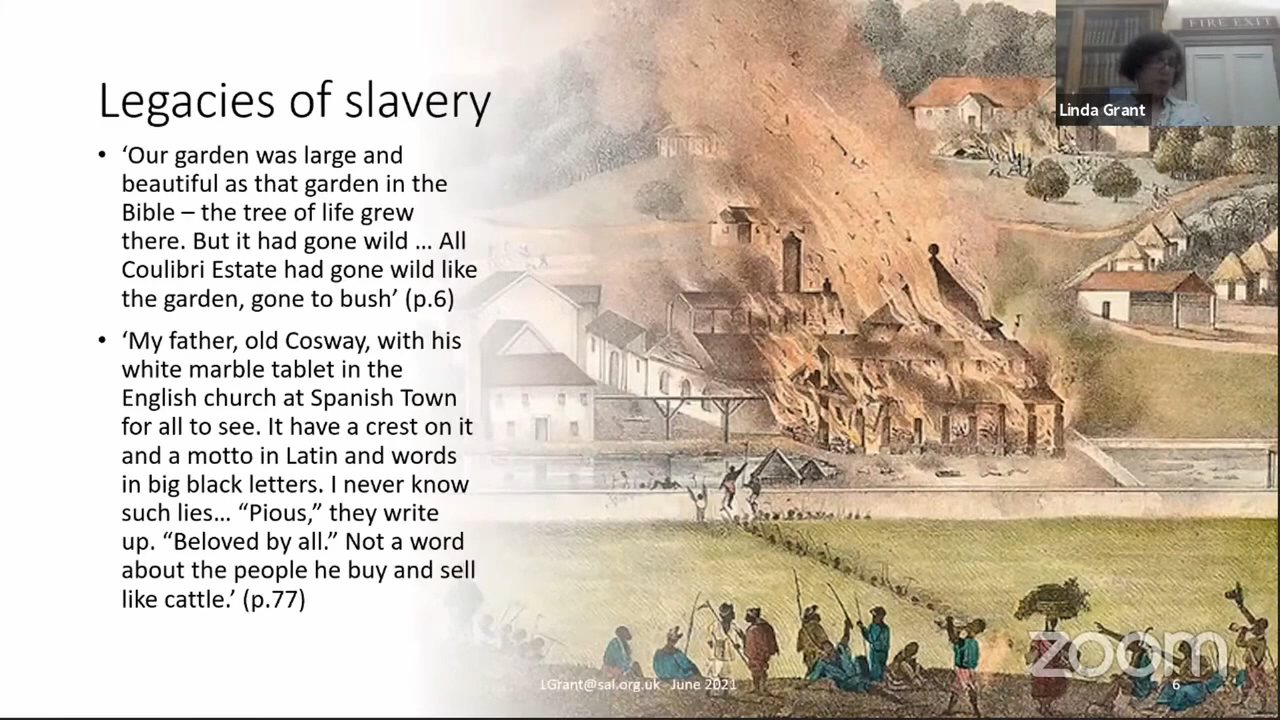 FIRE EXIT
Linda Grant
Legacies of slavery
• ‘Our garden was large and
beautiful as that garden in the
Bible – the tree of life grew
there. But it had gone wild … All
Coulibri Estate had gone wild like
the garden, gone to bush’ (p.6)
• ‘My father, old Cosway, with his
white marble tablet in the
English church at Spanish Town
for all to see. It have a crest on it
and a motto in Latin and words
in big black letters. I never know
such lies… “Pious,” they write
up. “Beloved by all.” Not a word
about the people he buy and sell
like cattle.’ (p.77)
zoom
LGrant@sal.org.uk June 2021
6